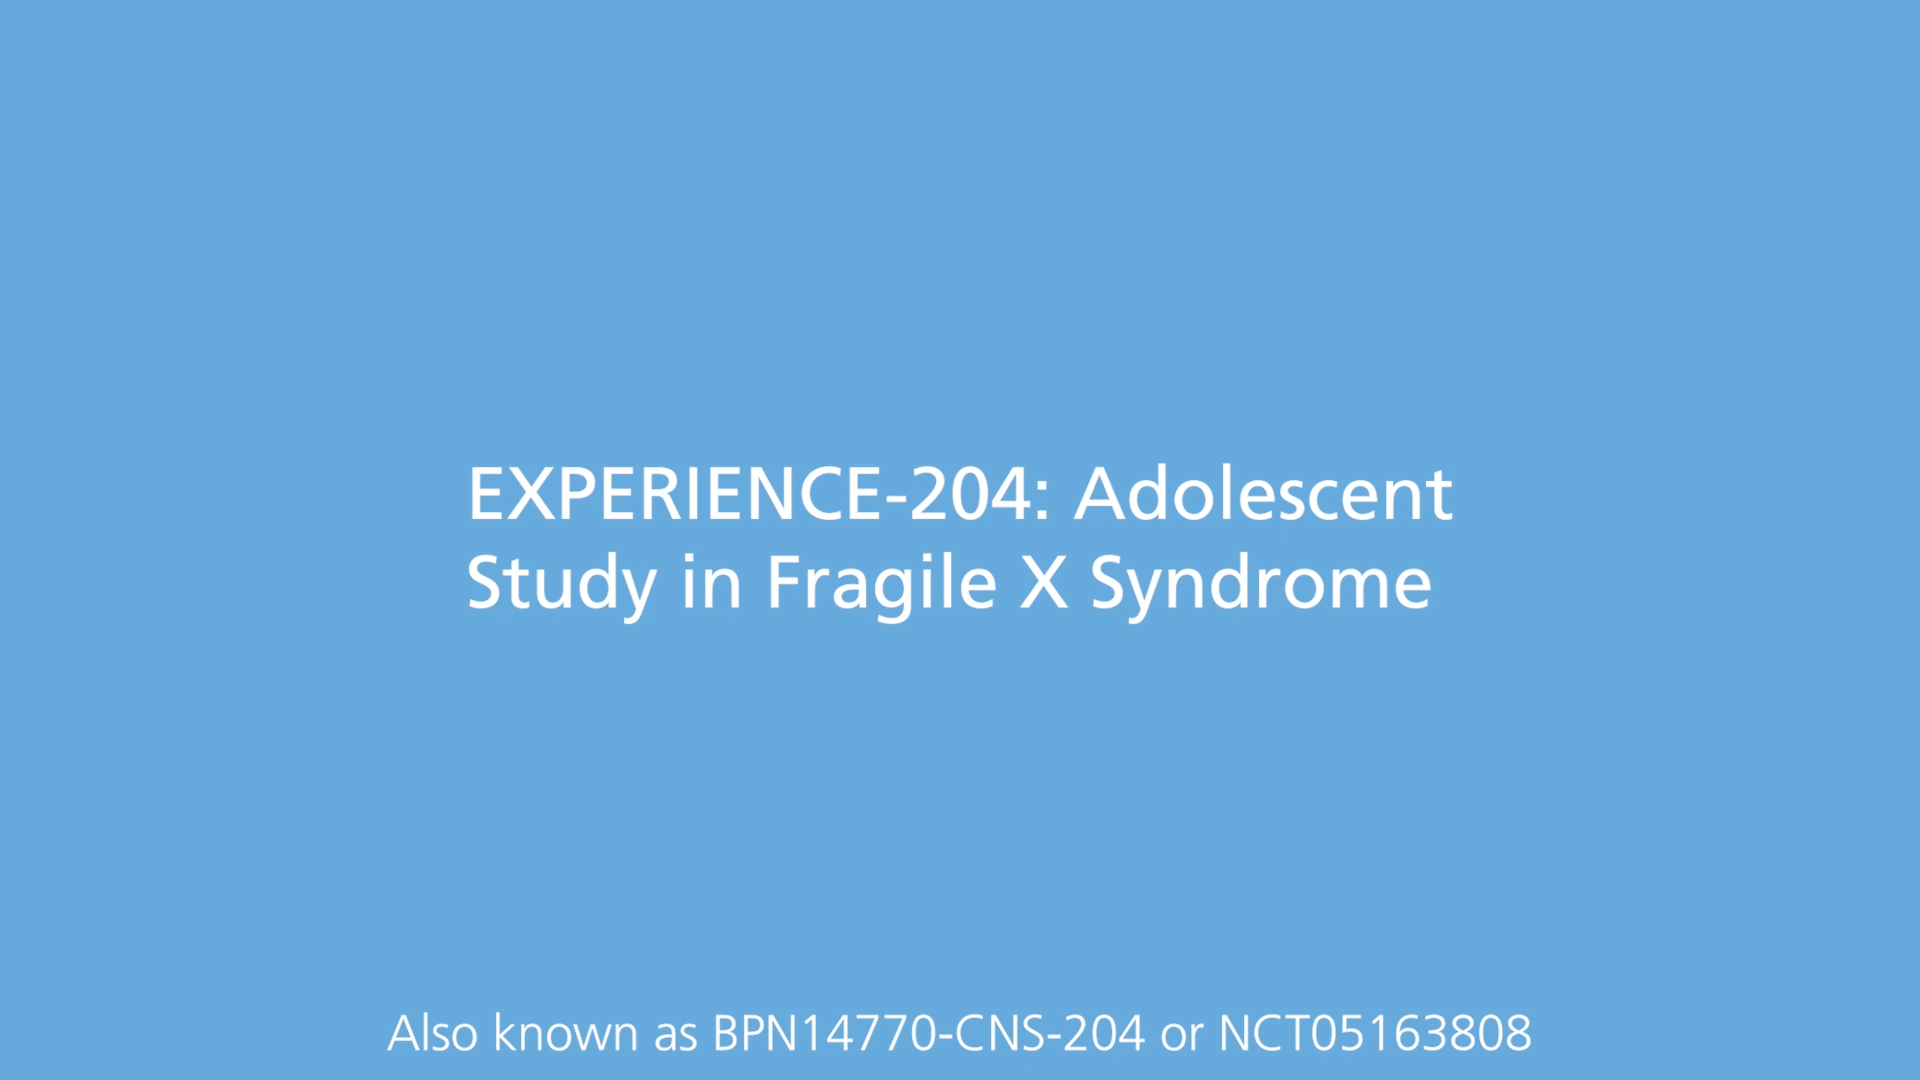 EXPERIENCE-204: Adolescent
Study in Fragile X Syndrome
Also known as BPN14770-CNS-204 or NCT05163808